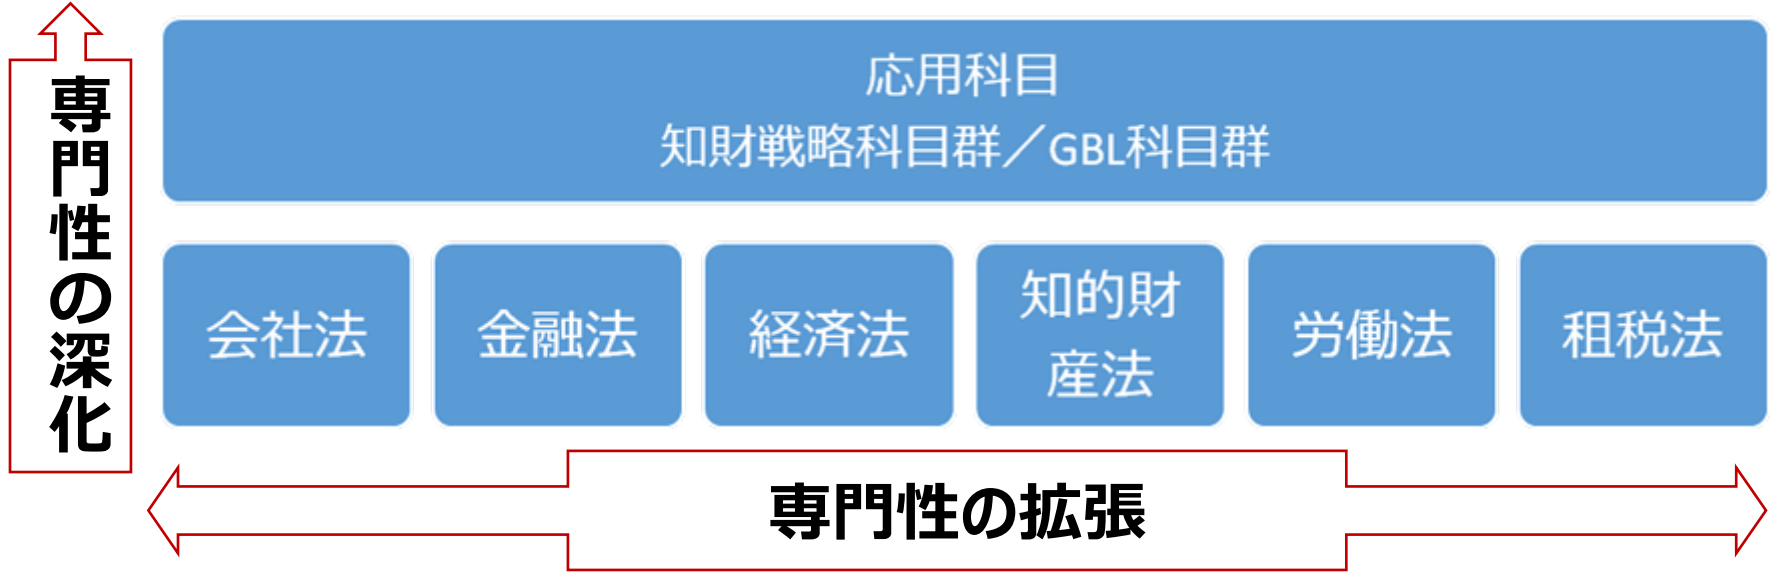 専門性の深化
応用科目
知財戦略科目群／GBL科目群
会社法
金融法
経済法
知的財
産法
労働法
租税法
専門性の拡張